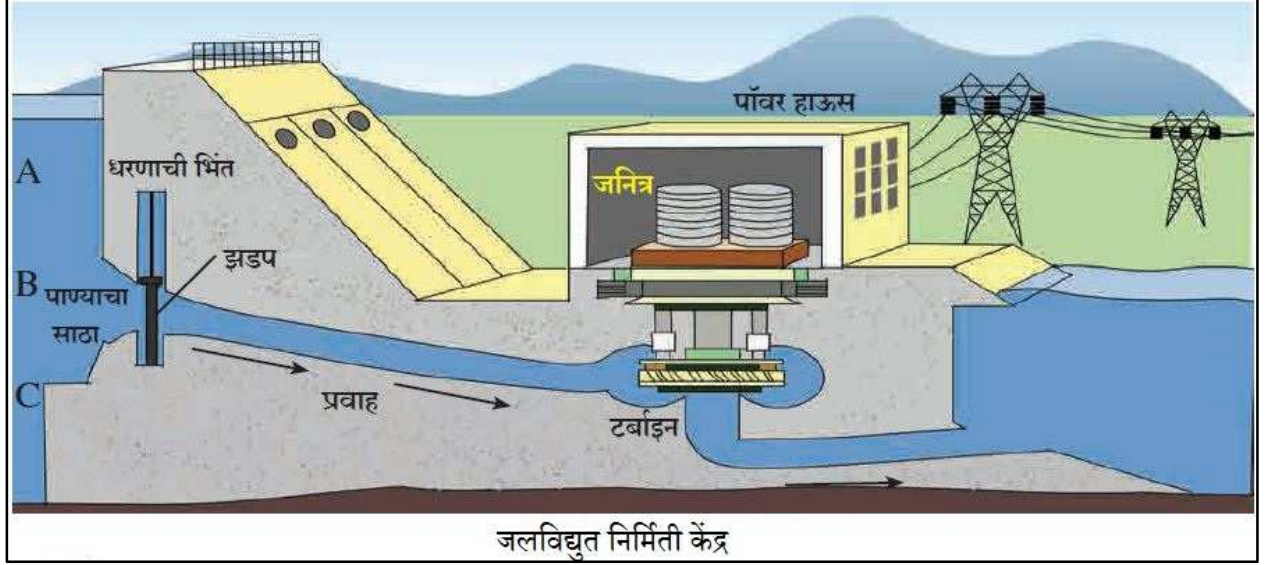 पॉवर हाऊस
A
धरणाची भिंत
जनित्र
झडप
B
पाण्याचा
साठा
C
प्रवाह
टर्बाइन
जलविद्युत निर्मिती केंद्र